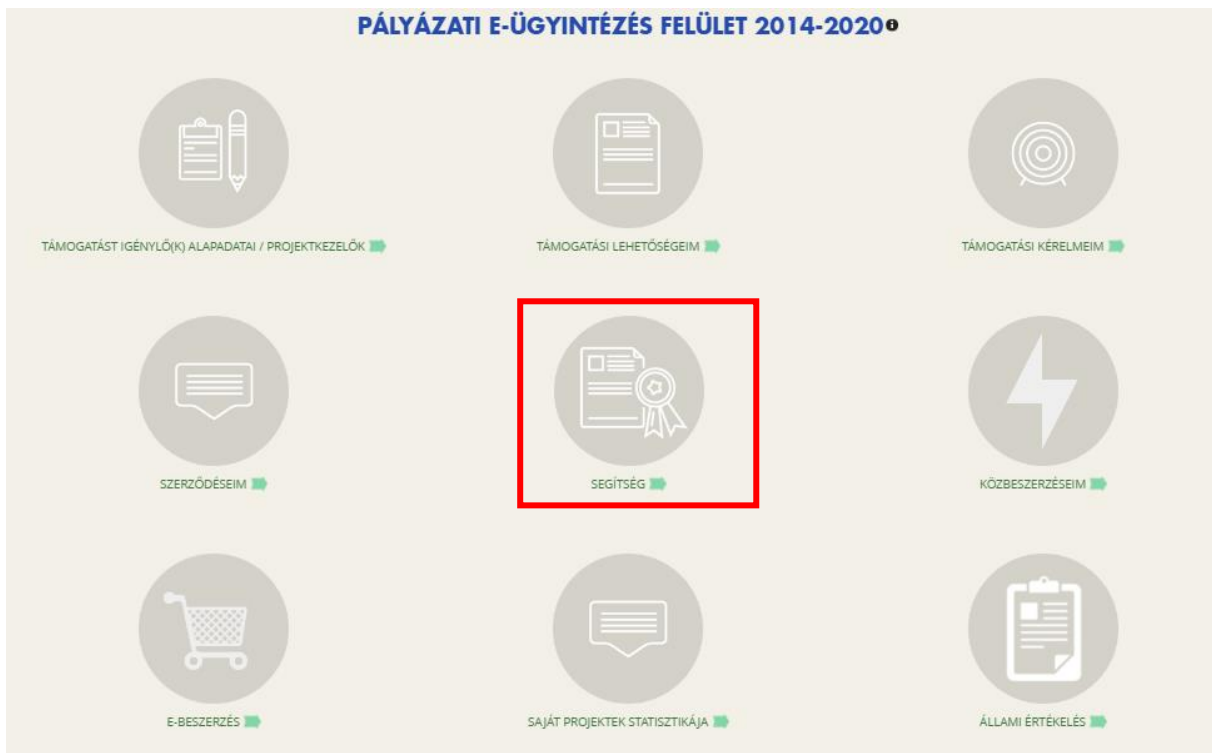 PÁLYÁZATI E-ÜGYINTÉZÉS FELÜLET 2014-2020
TÁMOGATÁST IGÉNYLŐ(K) ALAPADATAI / PROJEKTKEZELŐK
TÁMOGATÁSI LEHETŐSÉGEIM
TÁMOGATÁSI KÉRELMEIM
SZERZŐDÉSEIM
SEGÍTSÉG
KÖZBESZERZÉSEIM
E-BESZERZÉS
SAJÁT PROJEKTEK STATISZTIKÁJA
ÁLLAMI ÉRTÉKELÉS